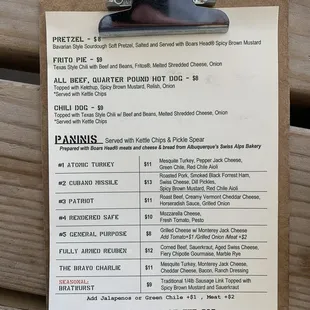 PRETZEL - $8
Bavarian Style Sourdough Soft Pretzel, Salted and Served with Boars Head® Spicy Brown Mustard
FRITO PIE - $9
Texas Style Chili with Beef and Beans, Fritos®, Melted Shredded Cheese, Onion
ALL BEEF, QUARTER POUND HOT DOG - $8
Topped with Ketchup, Spicy Brown Mustard, Relish, Onion
*Served with Kettle Chips
CHILI DOG - $9
Topped with Texas Style Chili w/ Beef and Beans, Melted Shredded Cheese, Onion
*Served with Kettle Chips
PANINIS Served with Kettle Chips & Pickle Spear
Prepared with Boars Head® meats and cheese & bread from Albuquerque's Swiss Alps Bakery
#1 ATOMIC TURKEY $11 Mesquite Turkey, Pepper Jack Cheese,
Green Chile, Red Chile Aioli
#2 CUBANO MISSILE $13 Roasted Pork, Smoked Black Forrest Ham,
Swiss Cheese, Dill Pickles,
Spicy Brown Mustard, Red Chile Aioli
#3 PATRIOT $11 Roast Beef, Creamy Vermont Cheddar Cheese,
Horseradish Sauce, Grilled Onion
#4 RENDERED SAFE $10 Mozzarella Cheese,
Fresh Tomato, Pesto
#5 GENERAL PURPOSE $8 Grilled Cheese w/ Monterey Jack Cheese
Add Tomato+$1 /Grilled Onion /Meat +$2
FULLY ARMED REUBEN $12 Corned Beef, Sauerkraut, Aged Swiss Cheese,
Fiery Chipotle Gourmaise, Marble Rye
THE BRAVO CHARLIE $11 Mesquite Turkey, Monterey Jack Cheese,
Cheddar Cheese, Bacon, Ranch Dressing
SEASONAL:
BRATWURST $9 Traditional 1/4lb Sausage Link Topped with
Spicy Brown Mustard and Sauerkraut
Add Jalapenos or Green Chile +$1 , Meat +$2